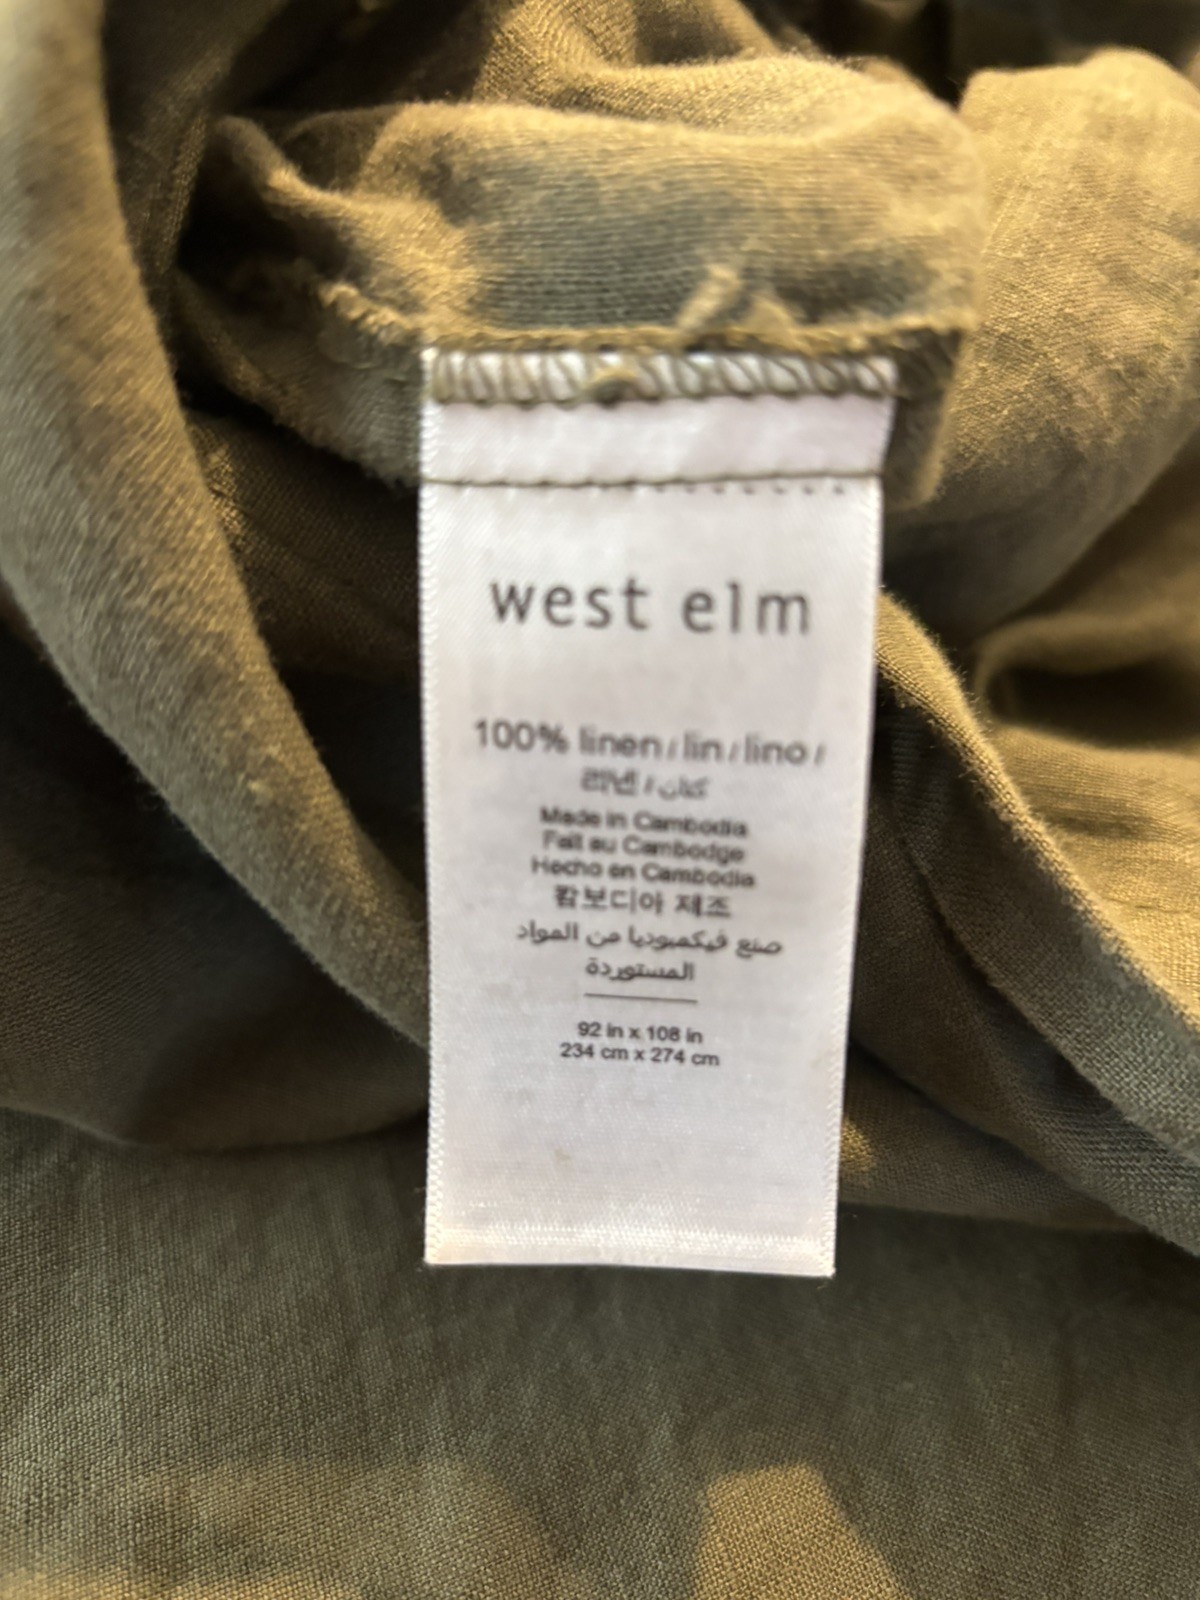 west elm
100% linen / lin / lino /
리넨 / كتان
Made in Cambodia
Fait au Cambodge
Hecho en Cambodia
캄보디아 제조
صنع فيكمبوديا من المواد
المستوردة
92 in x 108 in
234 cm x 274 cm